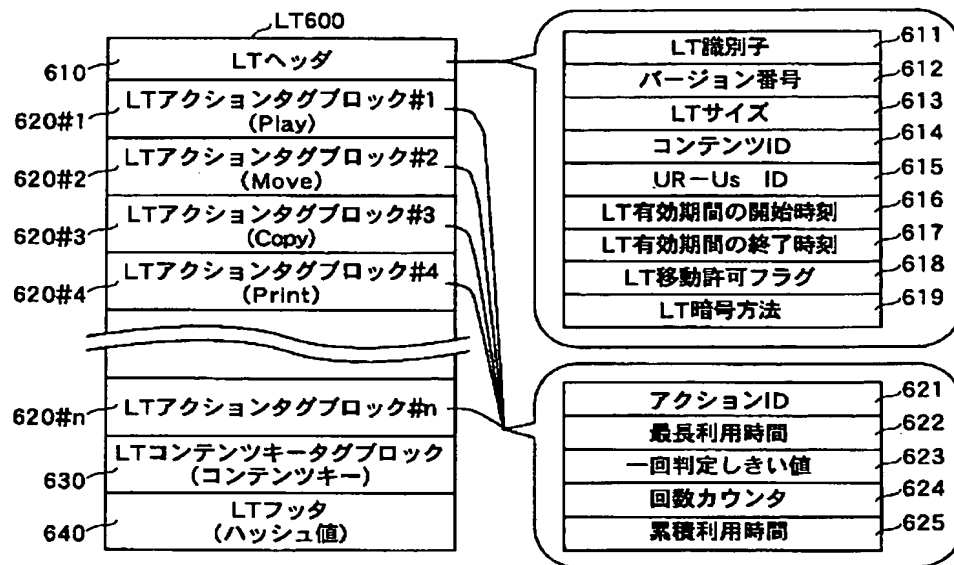 LT600
610
LTヘッダ
620#1
LTアクションタグブロック#1
(Play)
620#2
LTアクションタグブロック#2
(Move)
620#3
LTアクションタグブロック#3
(Copy)
620#4
LTアクションタグブロック#4
(Print)
620#n
LTアクションタグブロック#n
630
LTコンテンツキータグブロック
(コンテンツキー)
640
LTフッタ
(ハッシュ値)
LT識別子
611
バージョン番号
612
LTサイズ
613
コンテンツID
614
UR-Us ID
615
LT有効期間の開始時刻
616
LT有効期間の終了時刻
617
LT移動許可フラグ
618
LT暗号方法
619
アクションID
621
最長利用時間
622
一回判定しきい値
623
回数カウンタ
624
累積利用時間
625